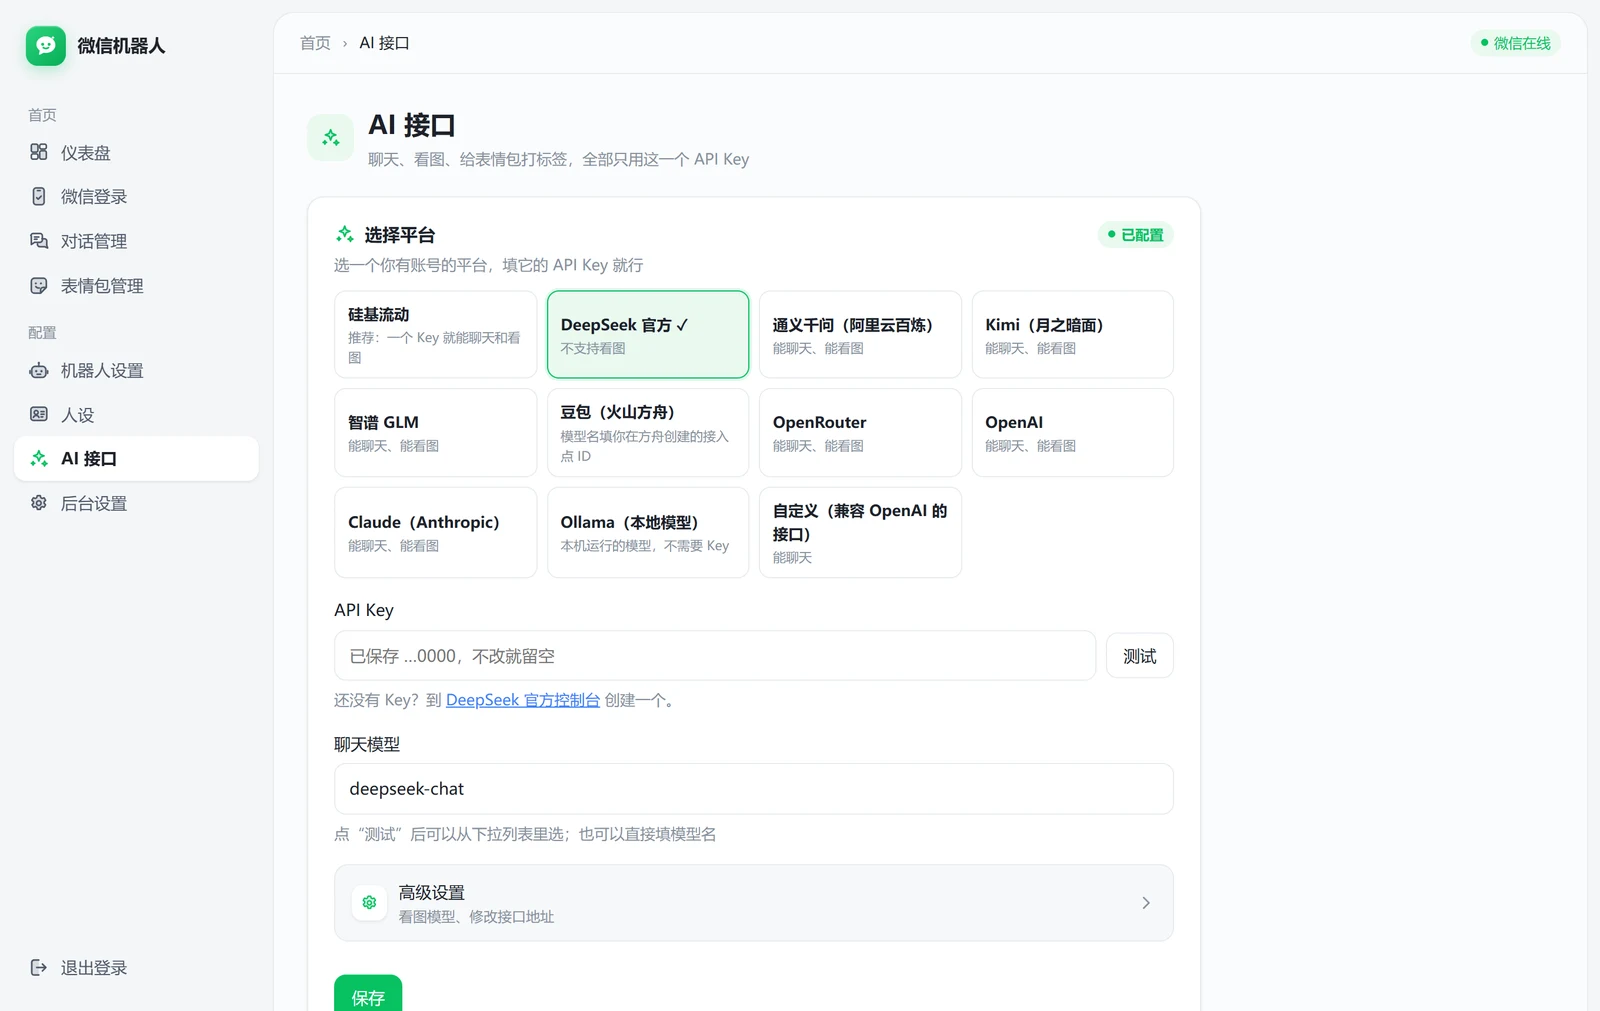 微信机器人
首页
仪表盘
微信登录
对话管理
表情包管理
配置
机器人设置
人设
AI 接口
后台设置
退出登录
首页 › AI 接口
微信在线
AI 接口
聊天、看图、给表情包打标签，全部只用这一个 API Key
选择平台
已配置
选一个你有账号的平台，填它的 API Key 就行
硅基流动
推荐：一个 Key 就能聊天和看
图
DeepSeek 官方 ✓
不支持看图
通义千问（阿里云百炼）
能聊天、能看图
Kimi（月之暗面）
能聊天、能看图
智谱 GLM
能聊天、能看图
豆包（火山方舟）
模型名填你在方舟创建的接入
点 ID
OpenRouter
能聊天、能看图
OpenAI
能聊天、能看图
Claude（Anthropic）
能聊天、能看图
Ollama（本地模型）
本机运行的模型，不需要 Key
自定义（兼容 OpenAI 的
接口）
能聊天
API Key
已保存 ...0000，不改就留空
测试
还没有 Key？到 DeepSeek 官方控制台 创建一个。
聊天模型
deepseek-chat
点“测试”后可以从下拉列表里选；也可以直接填模型名
高级设置
看图模型、修改接口地址
保存